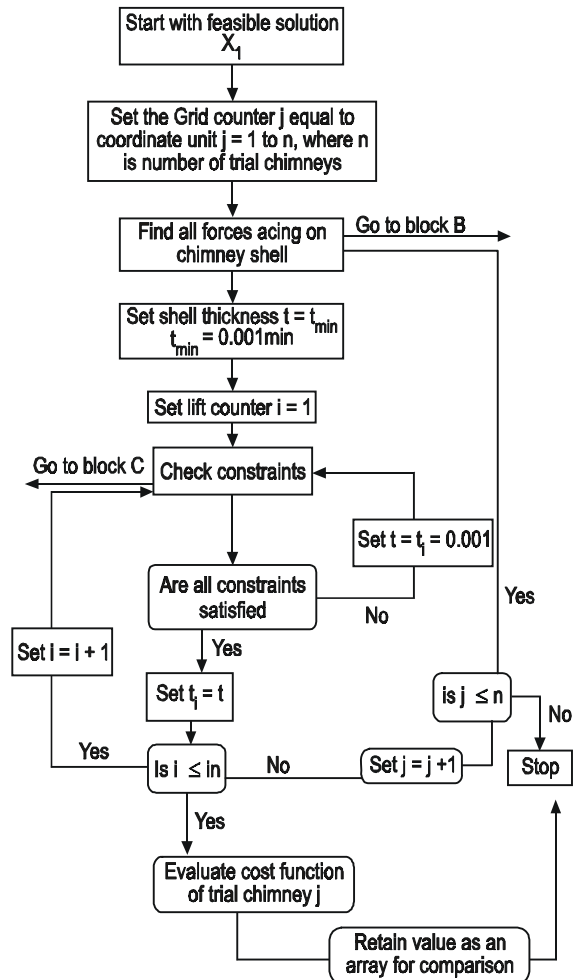 Start with feasible solution
X1
Set the Grid counter j equal to
coordinate unit j = 1 to n, where n
is number of trial chimneys
Find all forces acing on
chimney shell
Go to block B
Set shell thickness t = tmin
tmin = 0.001min
Set lift counter i = 1
Go to block C
Check constraints
Set t = ti = 0.001
Are all constraints
satisfied
No
Yes
Yes
Set i = i + 1
Set ti = t
is j ≤ n
No
Yes
Is i ≤ in
No
Set j = j +1
Stop
Yes
Evaluate cost function
of trial chimney j
Retain value as an
array for comparison